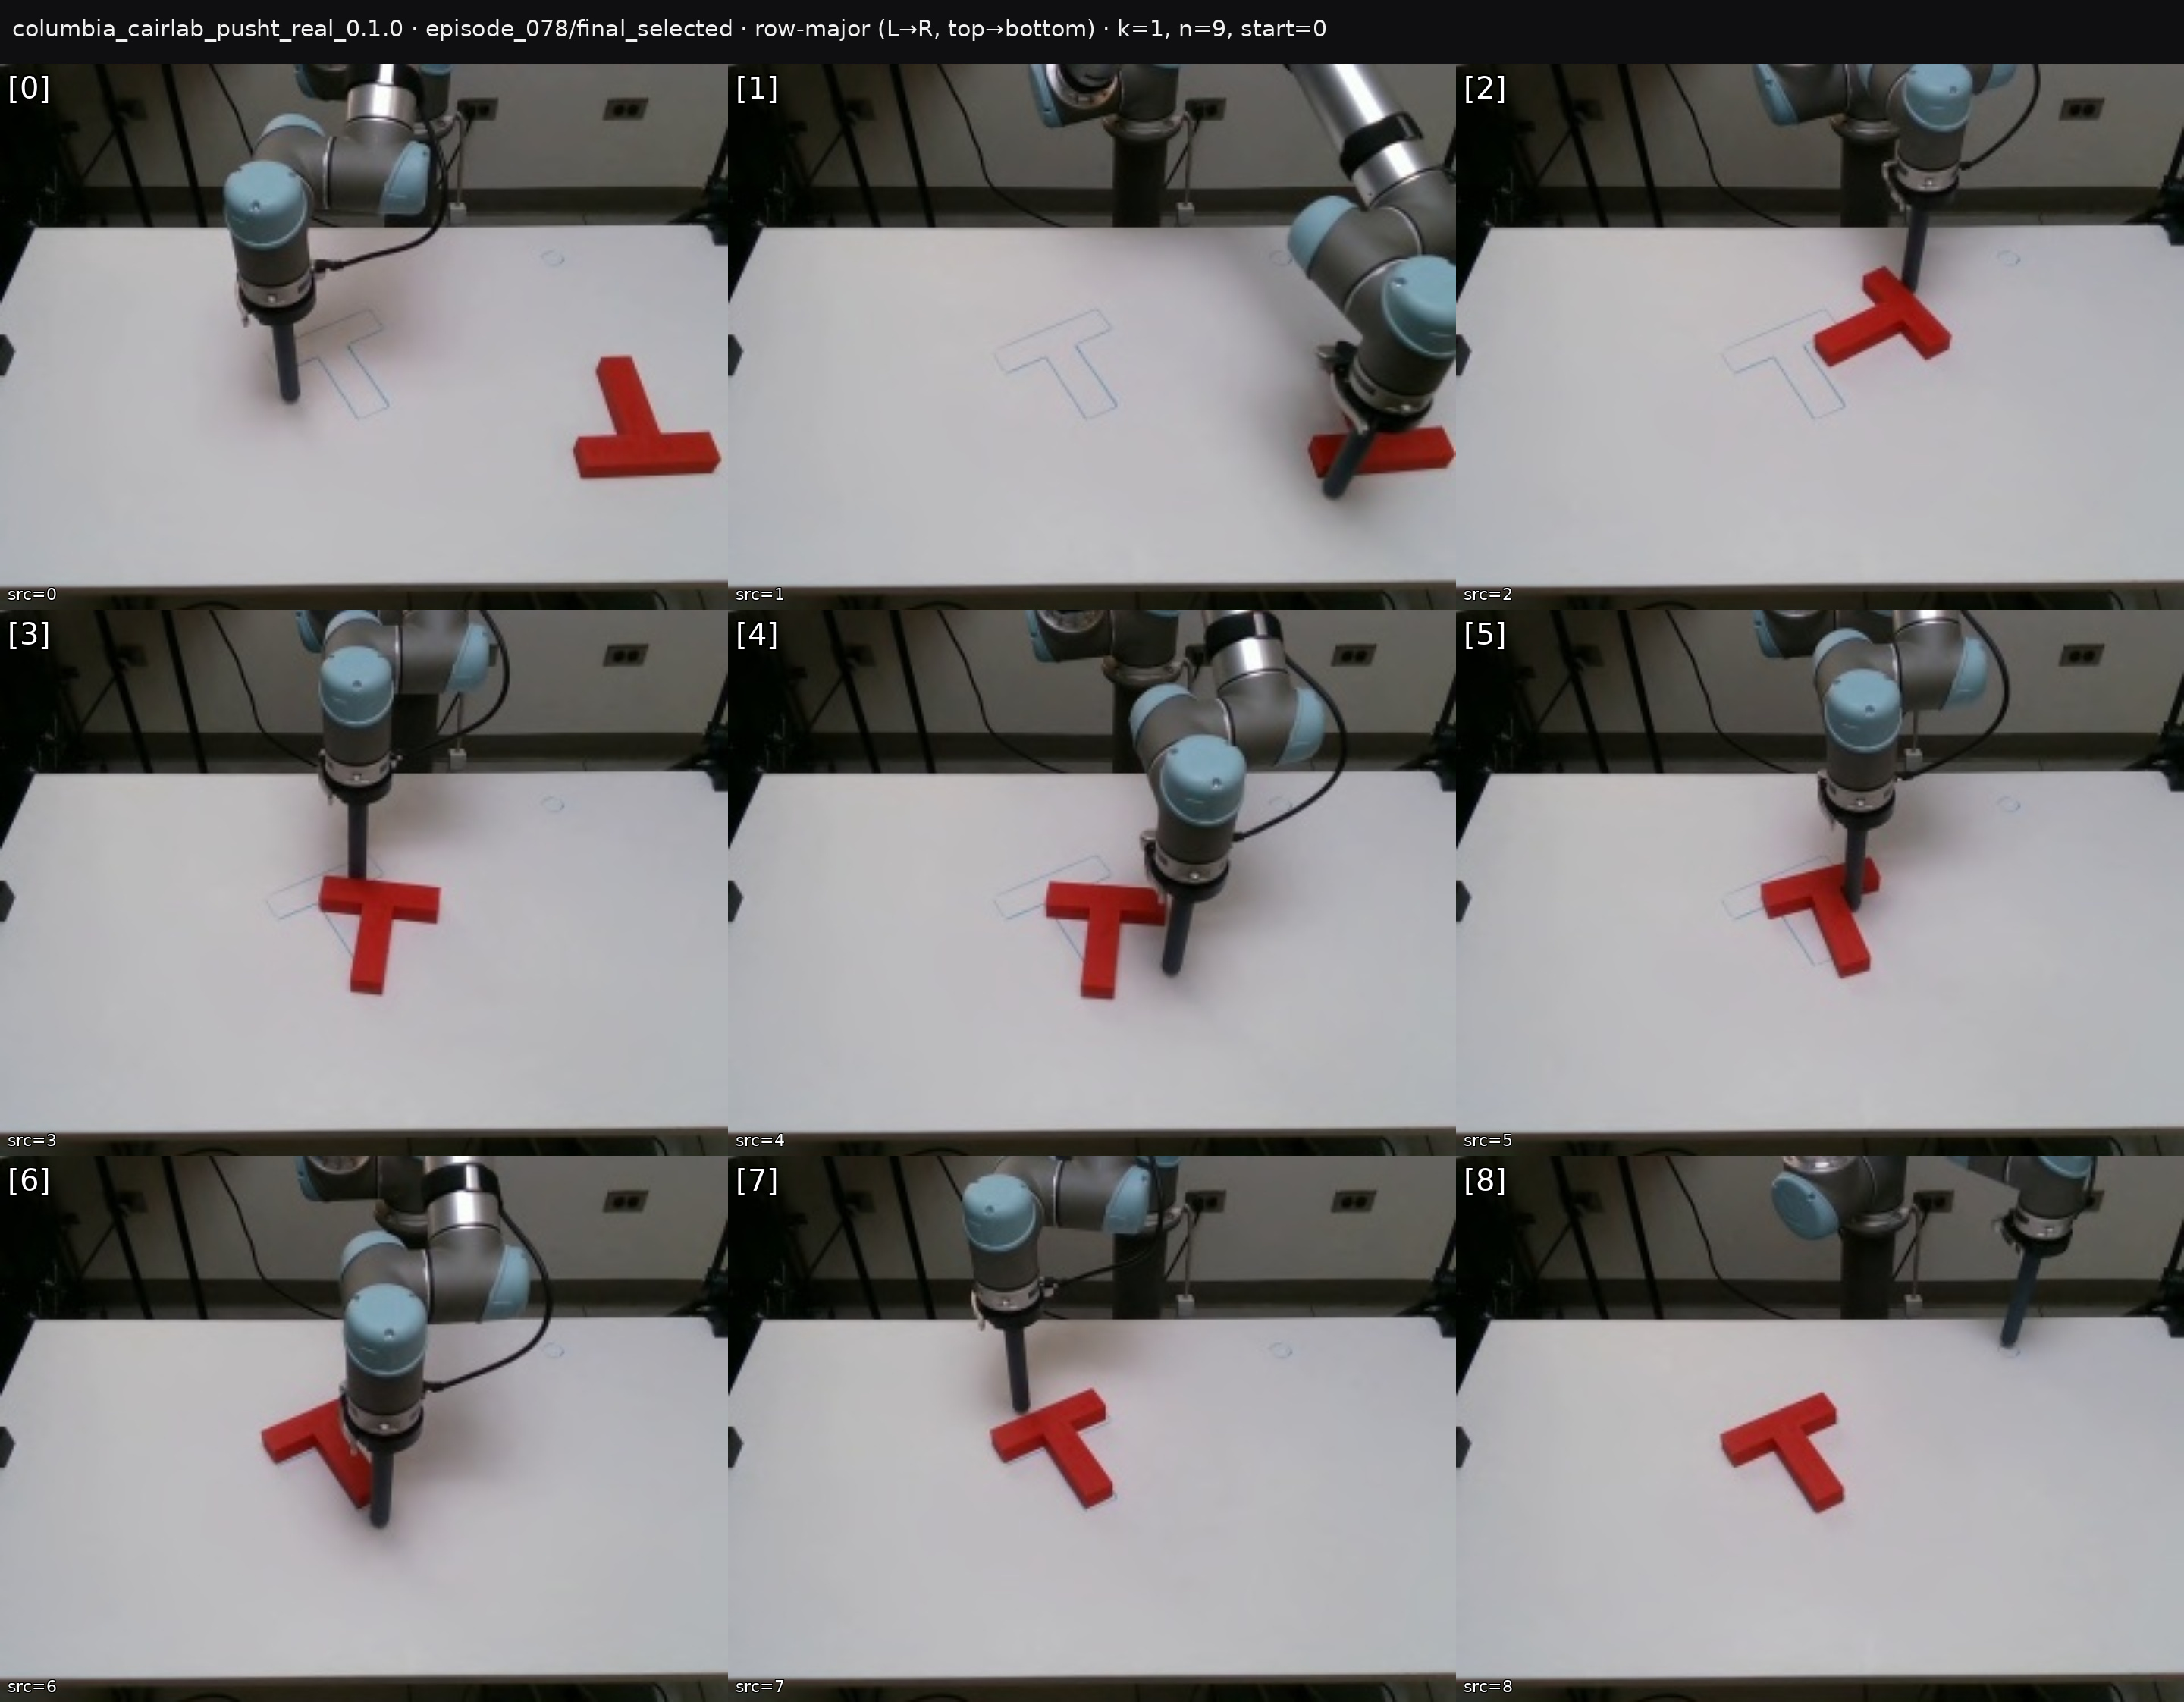 columbia_cairlab_pusht_real_0.1.0 · episode_078/final_selected · row-major (L→R, top→bottom) · k=1, n=9, start=0
[0]
[1]
[2]
src=0
src=1
src=2
[3]
[4]
[5]
src=3
src=4
src=5
[6]
[7]
[8]
src=6
src=7
src=8